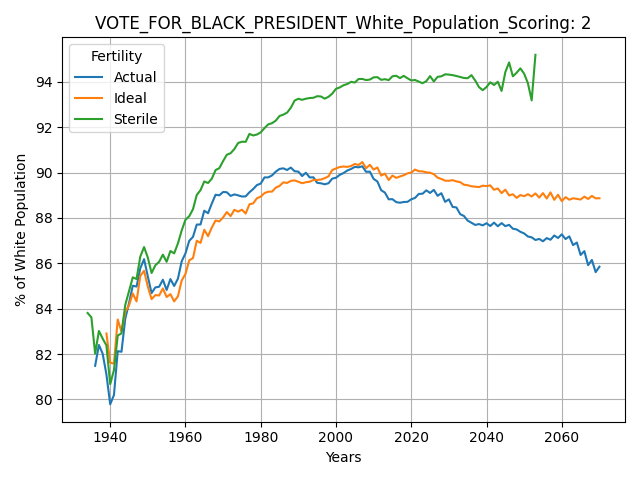 VOTE_FOR_BLACK_PRESIDENT_White_Population_Scoring: 2
Fertility
Actual
Ideal
Sterile
% of White Population
94
92
90
88
86
84
82
80
1940
1960
1980
2000
2020
2040
2060
Years